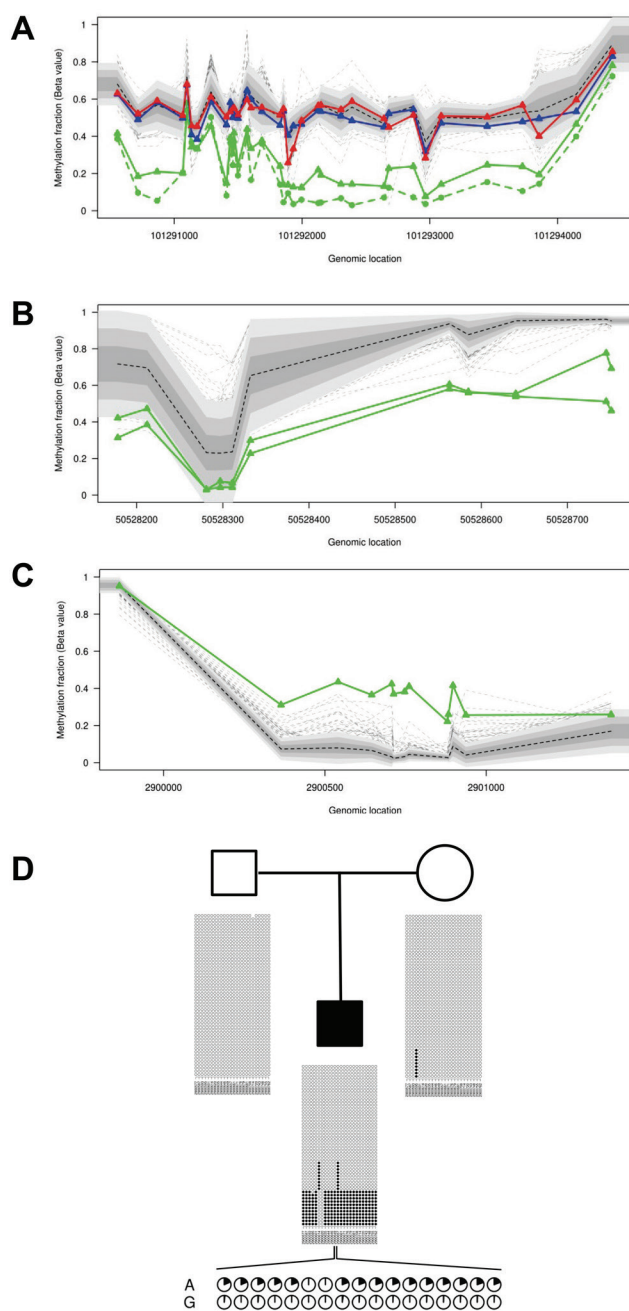 A
Methylation fraction (Beta value)
1
0.8
0.6
0.4
0.2
0
101291000 101292000 101293000 101294000
Genomic location
B
Methylation fraction (Beta value)
1
0.8
0.6
0.4
0.2
0
50528200 50528300 50528400 50528500 50528600 50528700
Genomic location
C
Methylation fraction (Beta value)
1
0.8
0.6
0.4
0.2
0
2900000 2900500 2901000
Genomic location
D
A
G